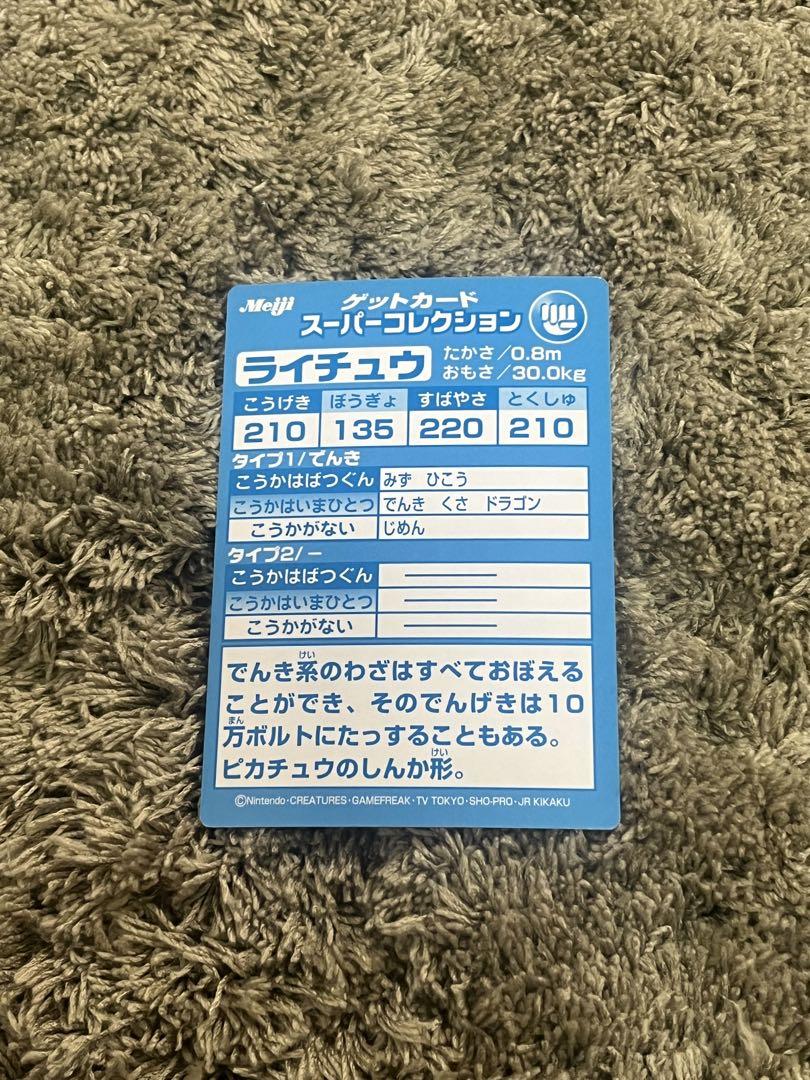 Meiji
ゲットカード
スーパーコレクション
ライチュウ
たかさ/0.8m
おもさ/30.0kg
こうげき ぼうぎょ すばやさ とくしゅ
210 135 220 210
タイプ1/でんき
こうかはばつぐん みず ひこう
こうかはいまひとつ でんき くさ ドラゴン
こうかがない じめん
タイプ2/ー
こうかはばつぐん ―
こうかはいまひとつ ―
こうかがない ―
けい
でんき系のわざはすべておぼえる
ことができ、そのでんげきは10
まん
万ボルトにたっすることもある。
けい
ピカチュウのしんか形。
©Nintendo・CREATURES・GAMEFREAK・TV TOKYO・SHO-PRO・JR KIKAKU